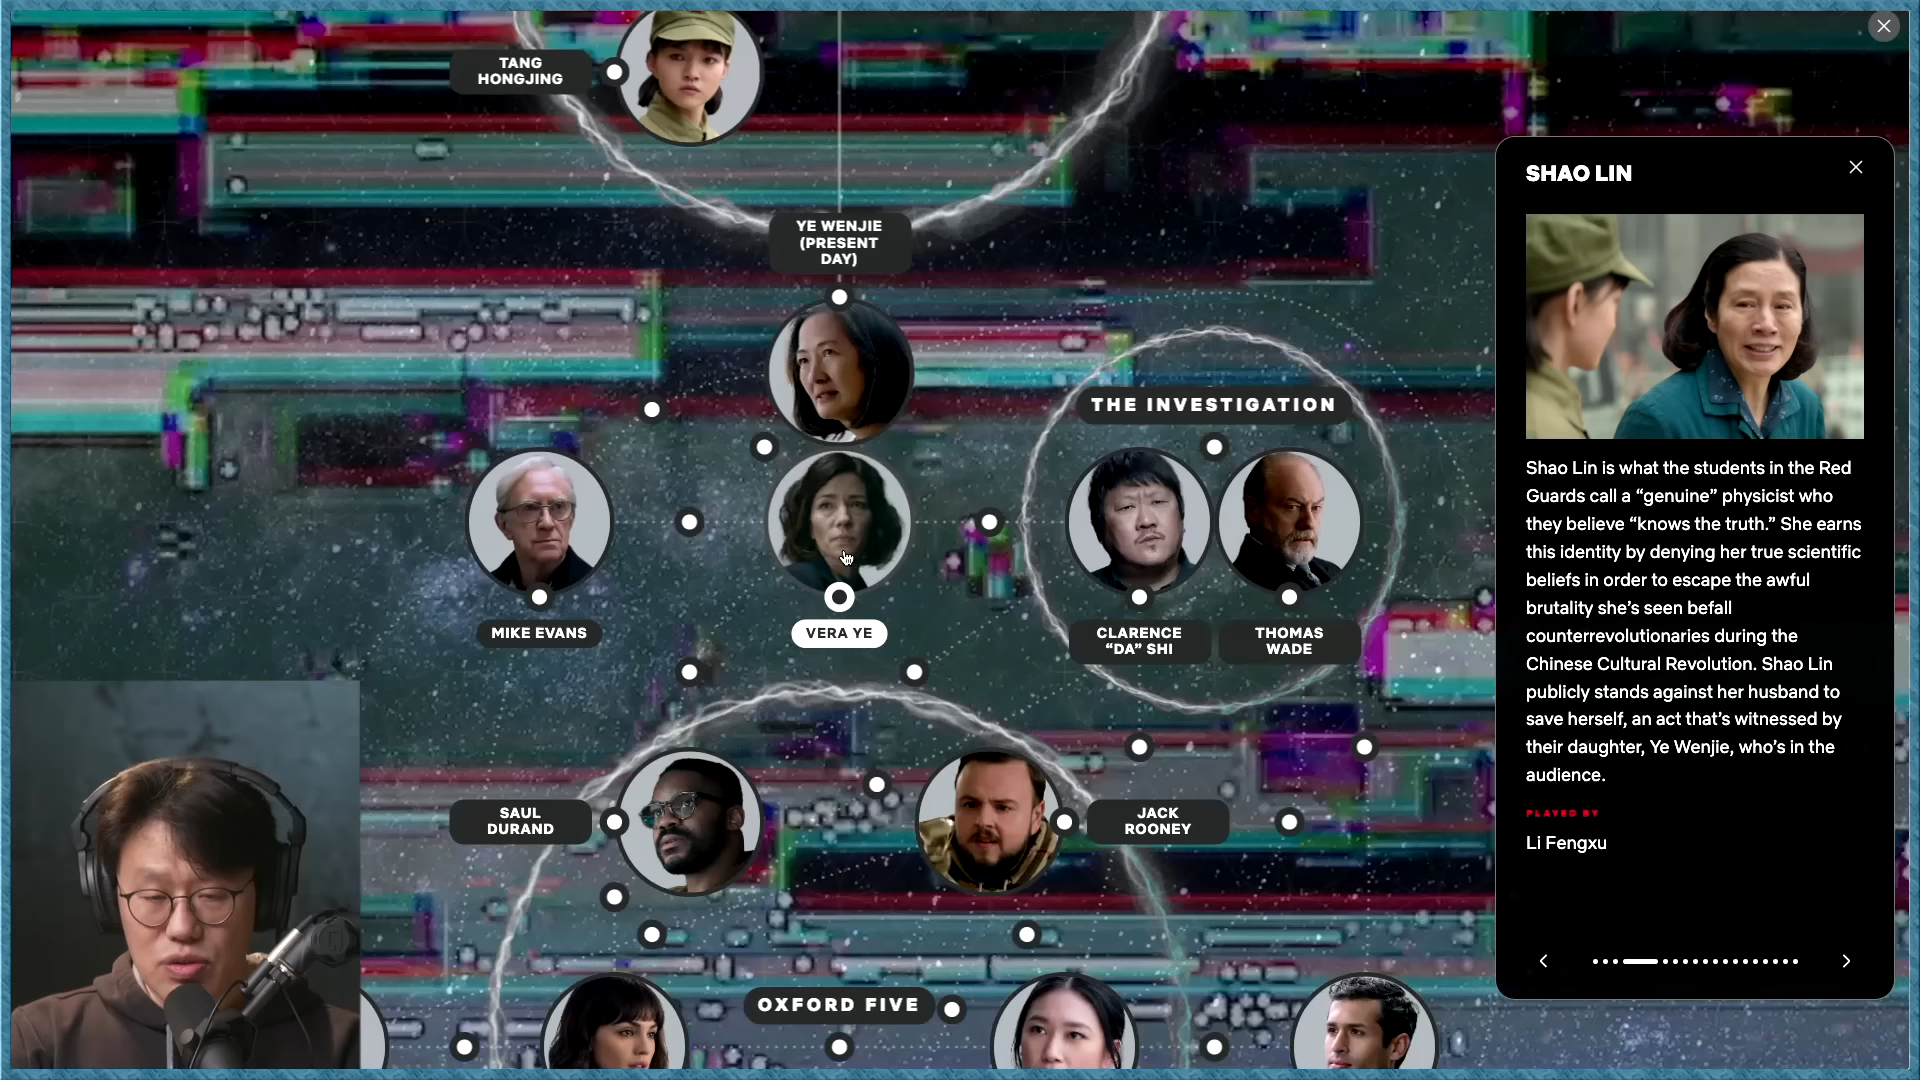 TANG
HONGJING
YE WENJIE
(PRESENT
DAY)
THE INVESTIGATION
MIKE EVANS
VERA YE
CLARENCE
“DA” SHI
THOMAS
WADE
SAUL
DURAND
JACK
ROONEY
OXFORD FIVE
SHAO LIN
Shao Lin is what the students in the Red
Guards call a “genuine” physicist who
they believe “knows the truth.” She earns
this identity by denying her true scientific
beliefs in order to escape the awful
brutality she’s seen befall
counterrevolutionaries during the
Chinese Cultural Revolution. Shao Lin
publicly stands against her husband to
save herself, an act that’s witnessed by
their daughter, Ye Wenjie, who’s in the
audience.
PLAYED BY
Li Fengxu